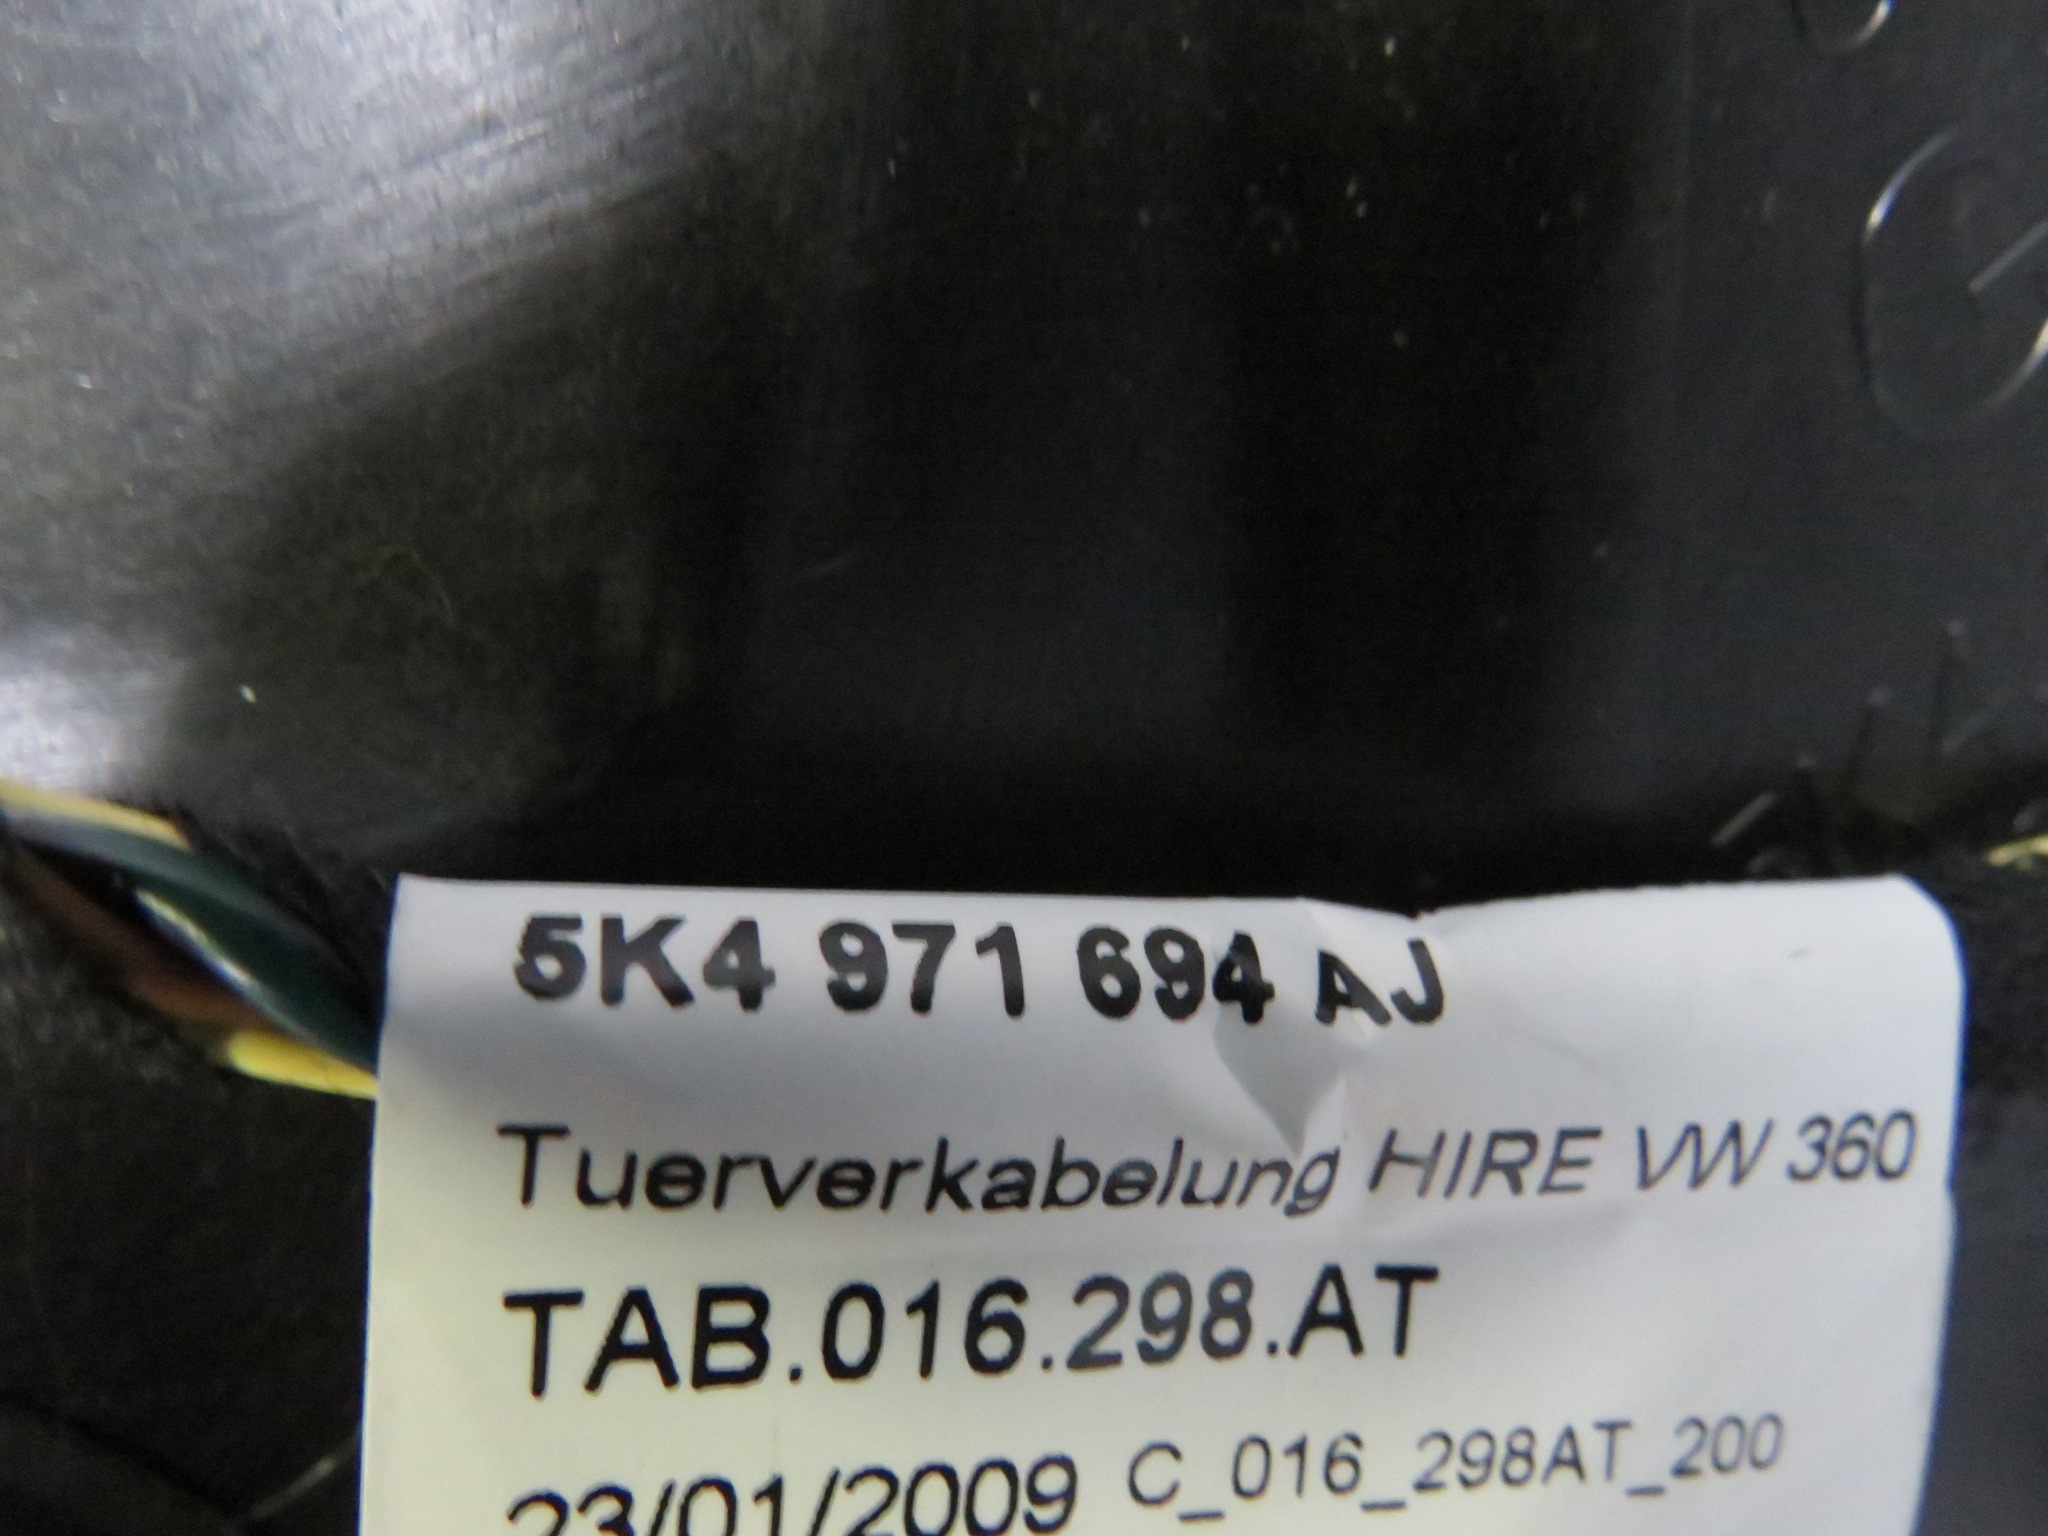 5K4 971 694 AJ
Tuerverkabelung HIRE VW 360
TAB.016.298.AT
23/01/2009 C_016_298AT_200